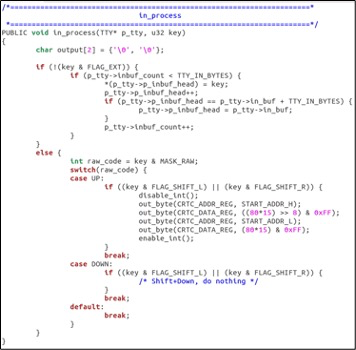 /*======================================================================*
in_process
*======================================================================*/
PUBLIC void in_process(TTY* p_tty, u32 key)
{
char output[2] = {'\0', '\0'};
if (!(key & FLAG_EXT)) {
if (p_tty->inbuf_count < TTY_IN_BYTES) {
*(p_tty->p_inbuf_head) = key;
p_tty->p_inbuf_head++;
if (p_tty->p_inbuf_head == p_tty->in_buf + TTY_IN_BYTES) {
p_tty->p_inbuf_head = p_tty->in_buf;
}
p_tty->inbuf_count++;
}
}
else {
int raw_code = key & MASK_RAW;
switch(raw_code) {
case UP:
if ((key & FLAG_SHIFT_L) || (key & FLAG_SHIFT_R)) {
disable_int();
out_byte(CRTC_ADDR_REG, START_ADDR_H);
out_byte(CRTC_DATA_REG, ((80*15) >> 8) & 0xFF);
out_byte(CRTC_ADDR_REG, START_ADDR_L);
out_byte(CRTC_DATA_REG, (80*15) & 0xFF);
enable_int();
}
break;
case DOWN:
if ((key & FLAG_SHIFT_L) || (key & FLAG_SHIFT_R)) {
/* Shift+Down, do nothing */
}
break;
default:
break;
}
}
}